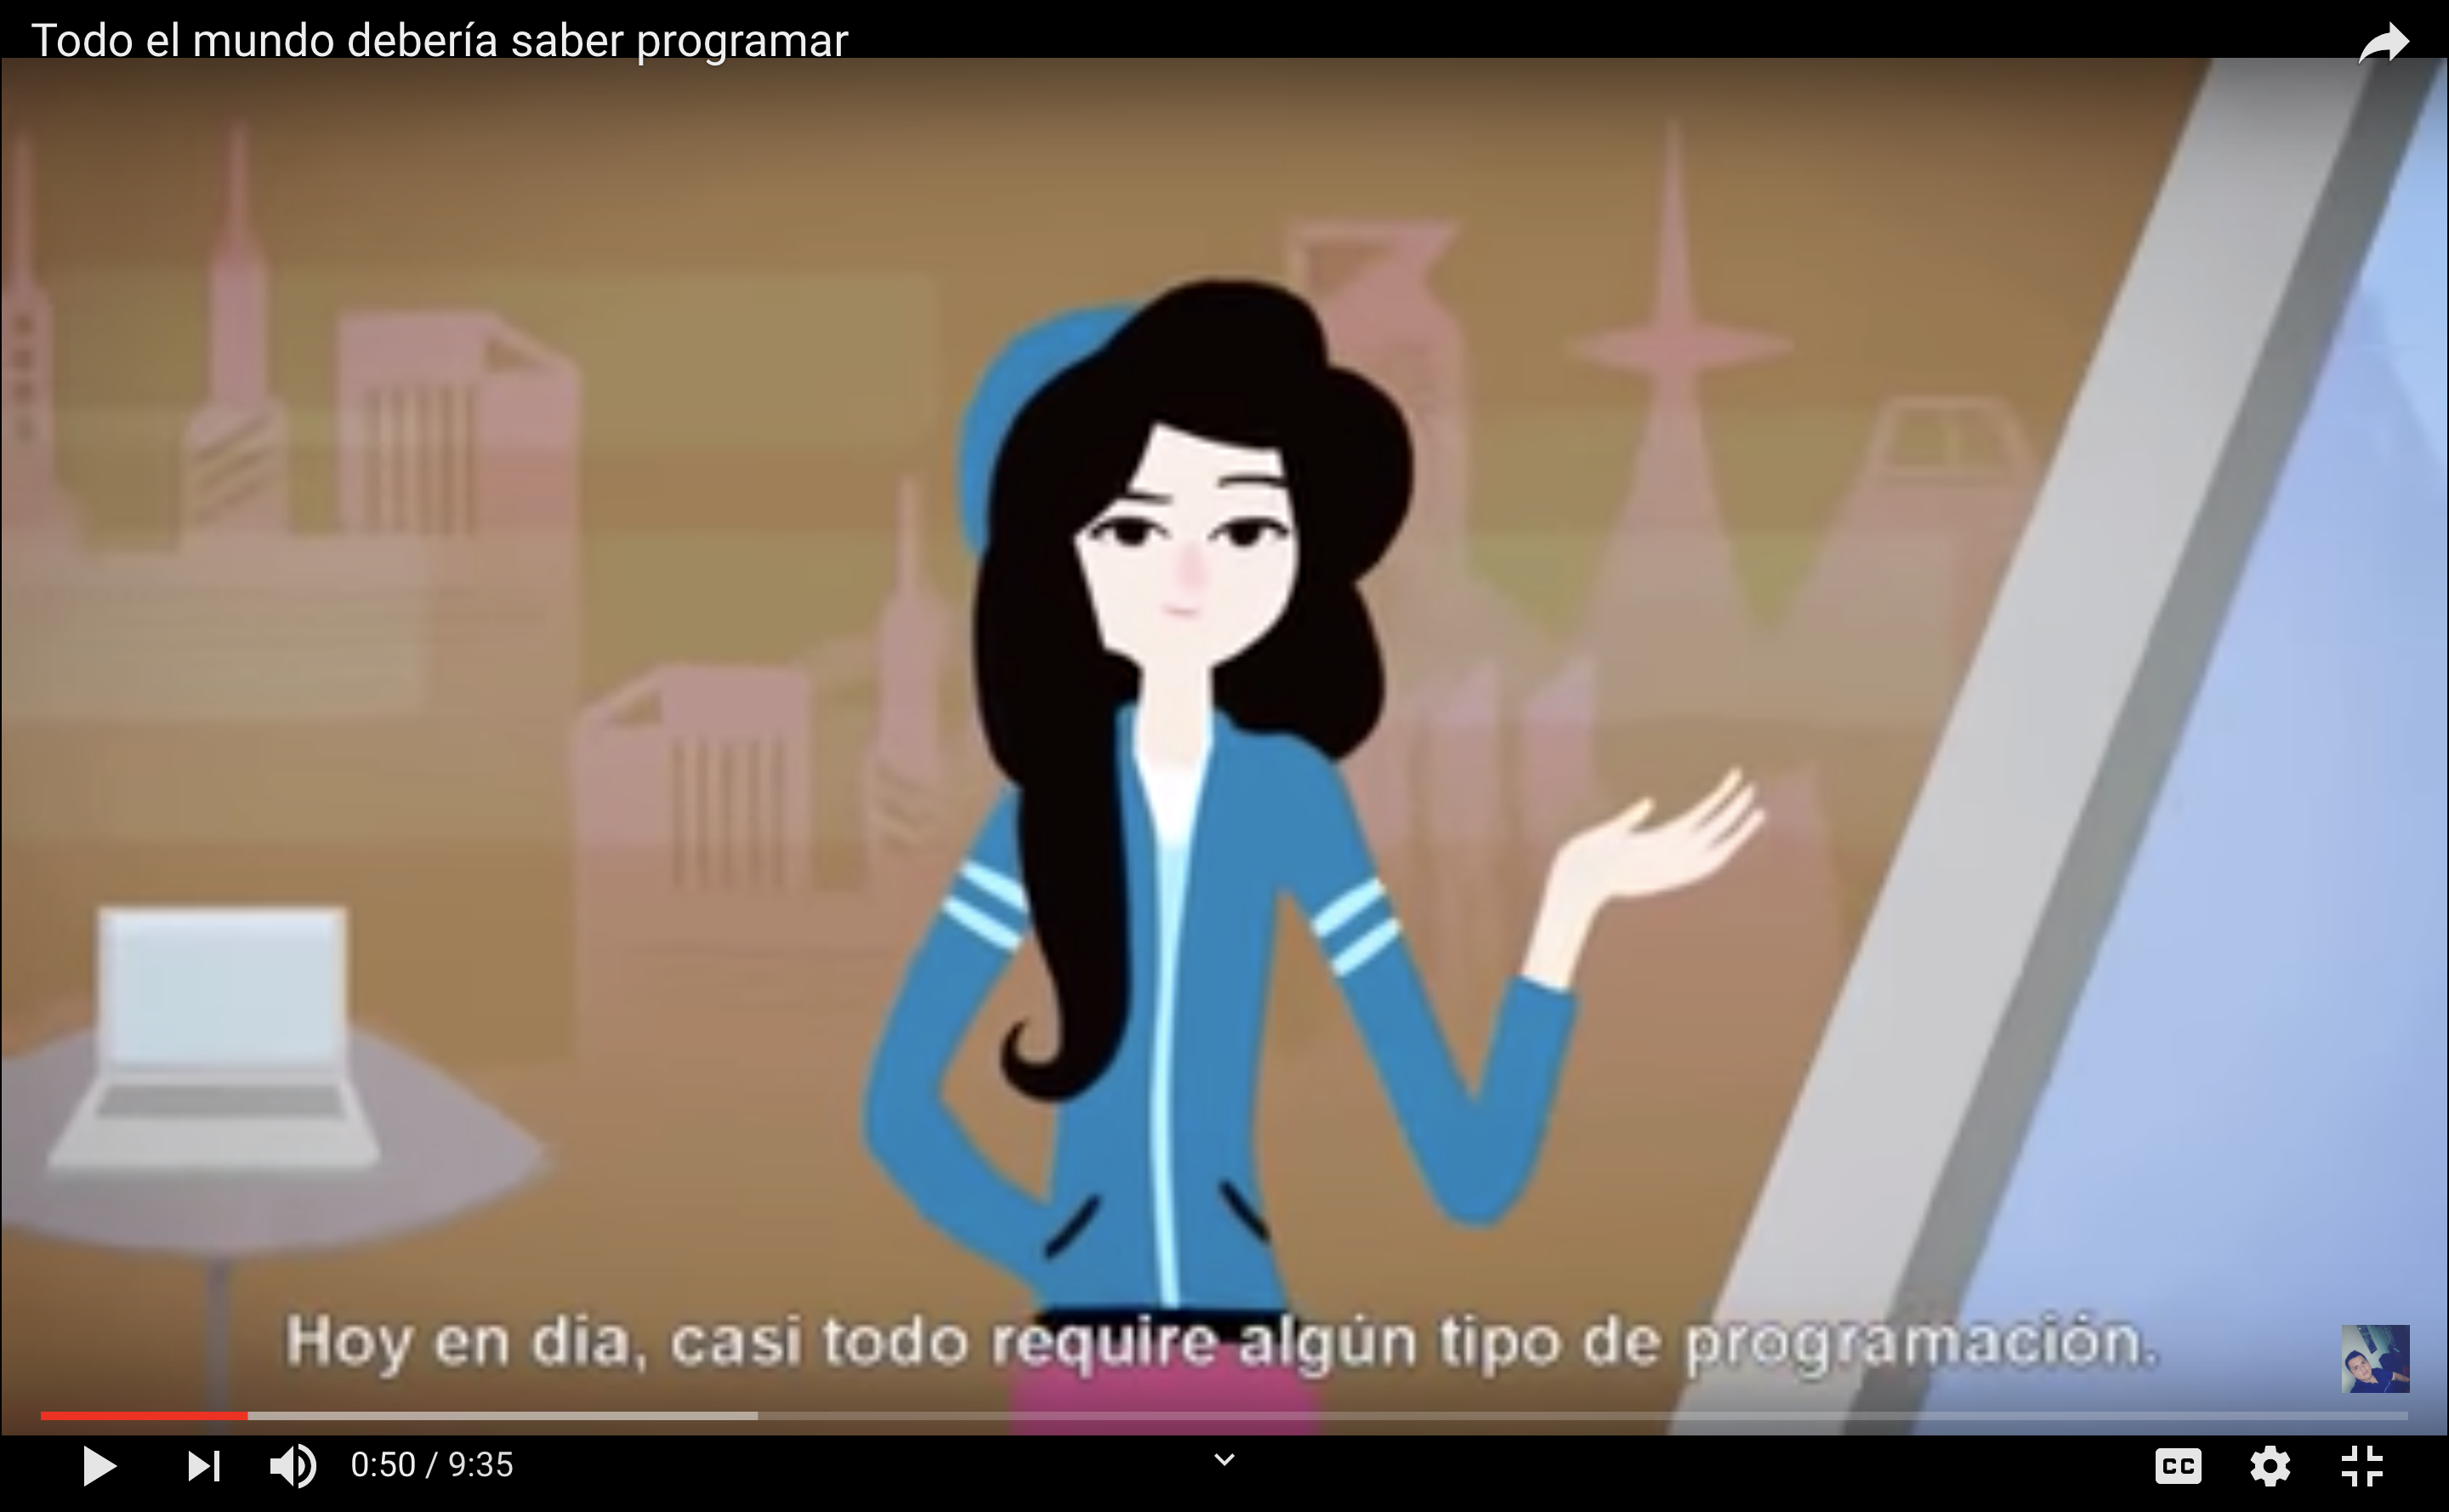 Todo el mundo debería saber programar
Hoy en dia, casi todo require algún tipo de programación.
0:50 / 9:35
CC